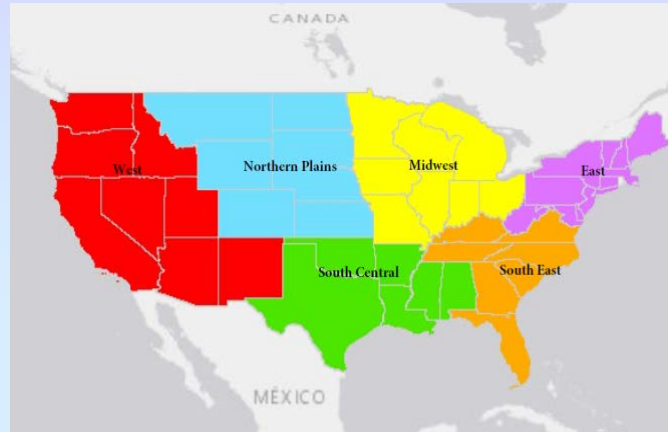 CANADA
West
Northern Plains
Midwest
East
South Central
South East
MÉXICO